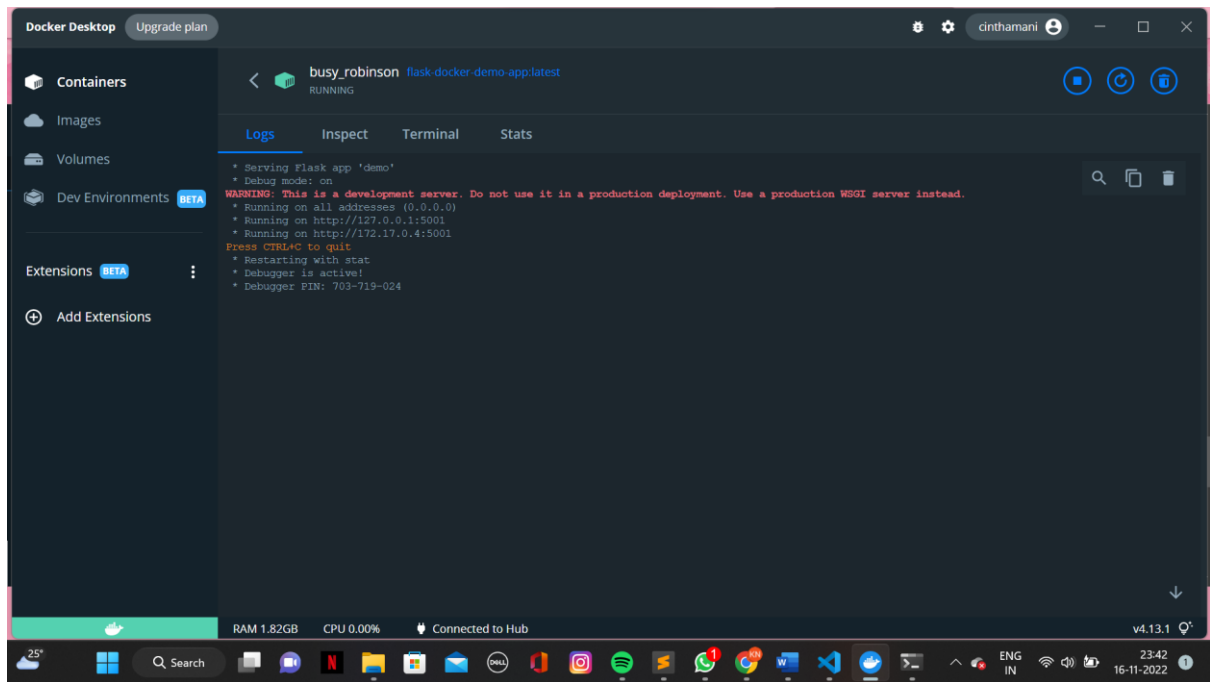 Docker Desktop Upgrade plan cinthamani
Containers
Images
Volumes
Dev Environments BETA
Extensions BETA
Add Extensions
busy_robinson flask-docker-demo-app:latest
RUNNING
Logs Inspect Terminal Stats
* Serving Flask app 'demo'
* Debug mode: on
WARNING: This is a development server. Do not use it in a production deployment. Use a production WSGI server instead.
* Running on all addresses (0.0.0.0)
* Running on http://127.0.0.1:5001
* Running on http://172.17.0.4:5001
Press CTRL+C to quit
* Restarting with stat
* Debugger is active!
* Debugger PIN: 703-719-024
RAM 1.82GB CPU 0.00% Connected to Hub v4.13.1
25° Search N DELL 1 KN ENG 23:42 1
IN 16-11-2022